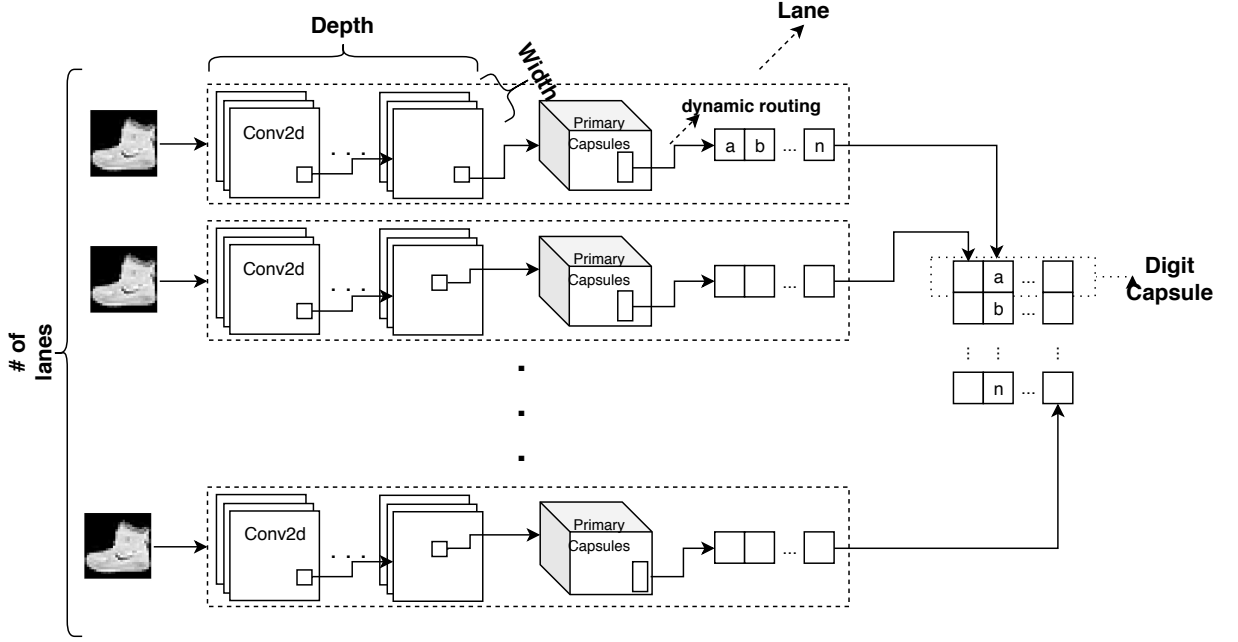 Lane
Depth
Width
dynamic routing
Conv2d
. . .
Primary
Capsules
a b ... n
Conv2d
. . .
Primary
Capsules
...
a ...
b ...
n ...
Digit
Capsule
# of
lanes
Conv2d
. . .
Primary
Capsules
...